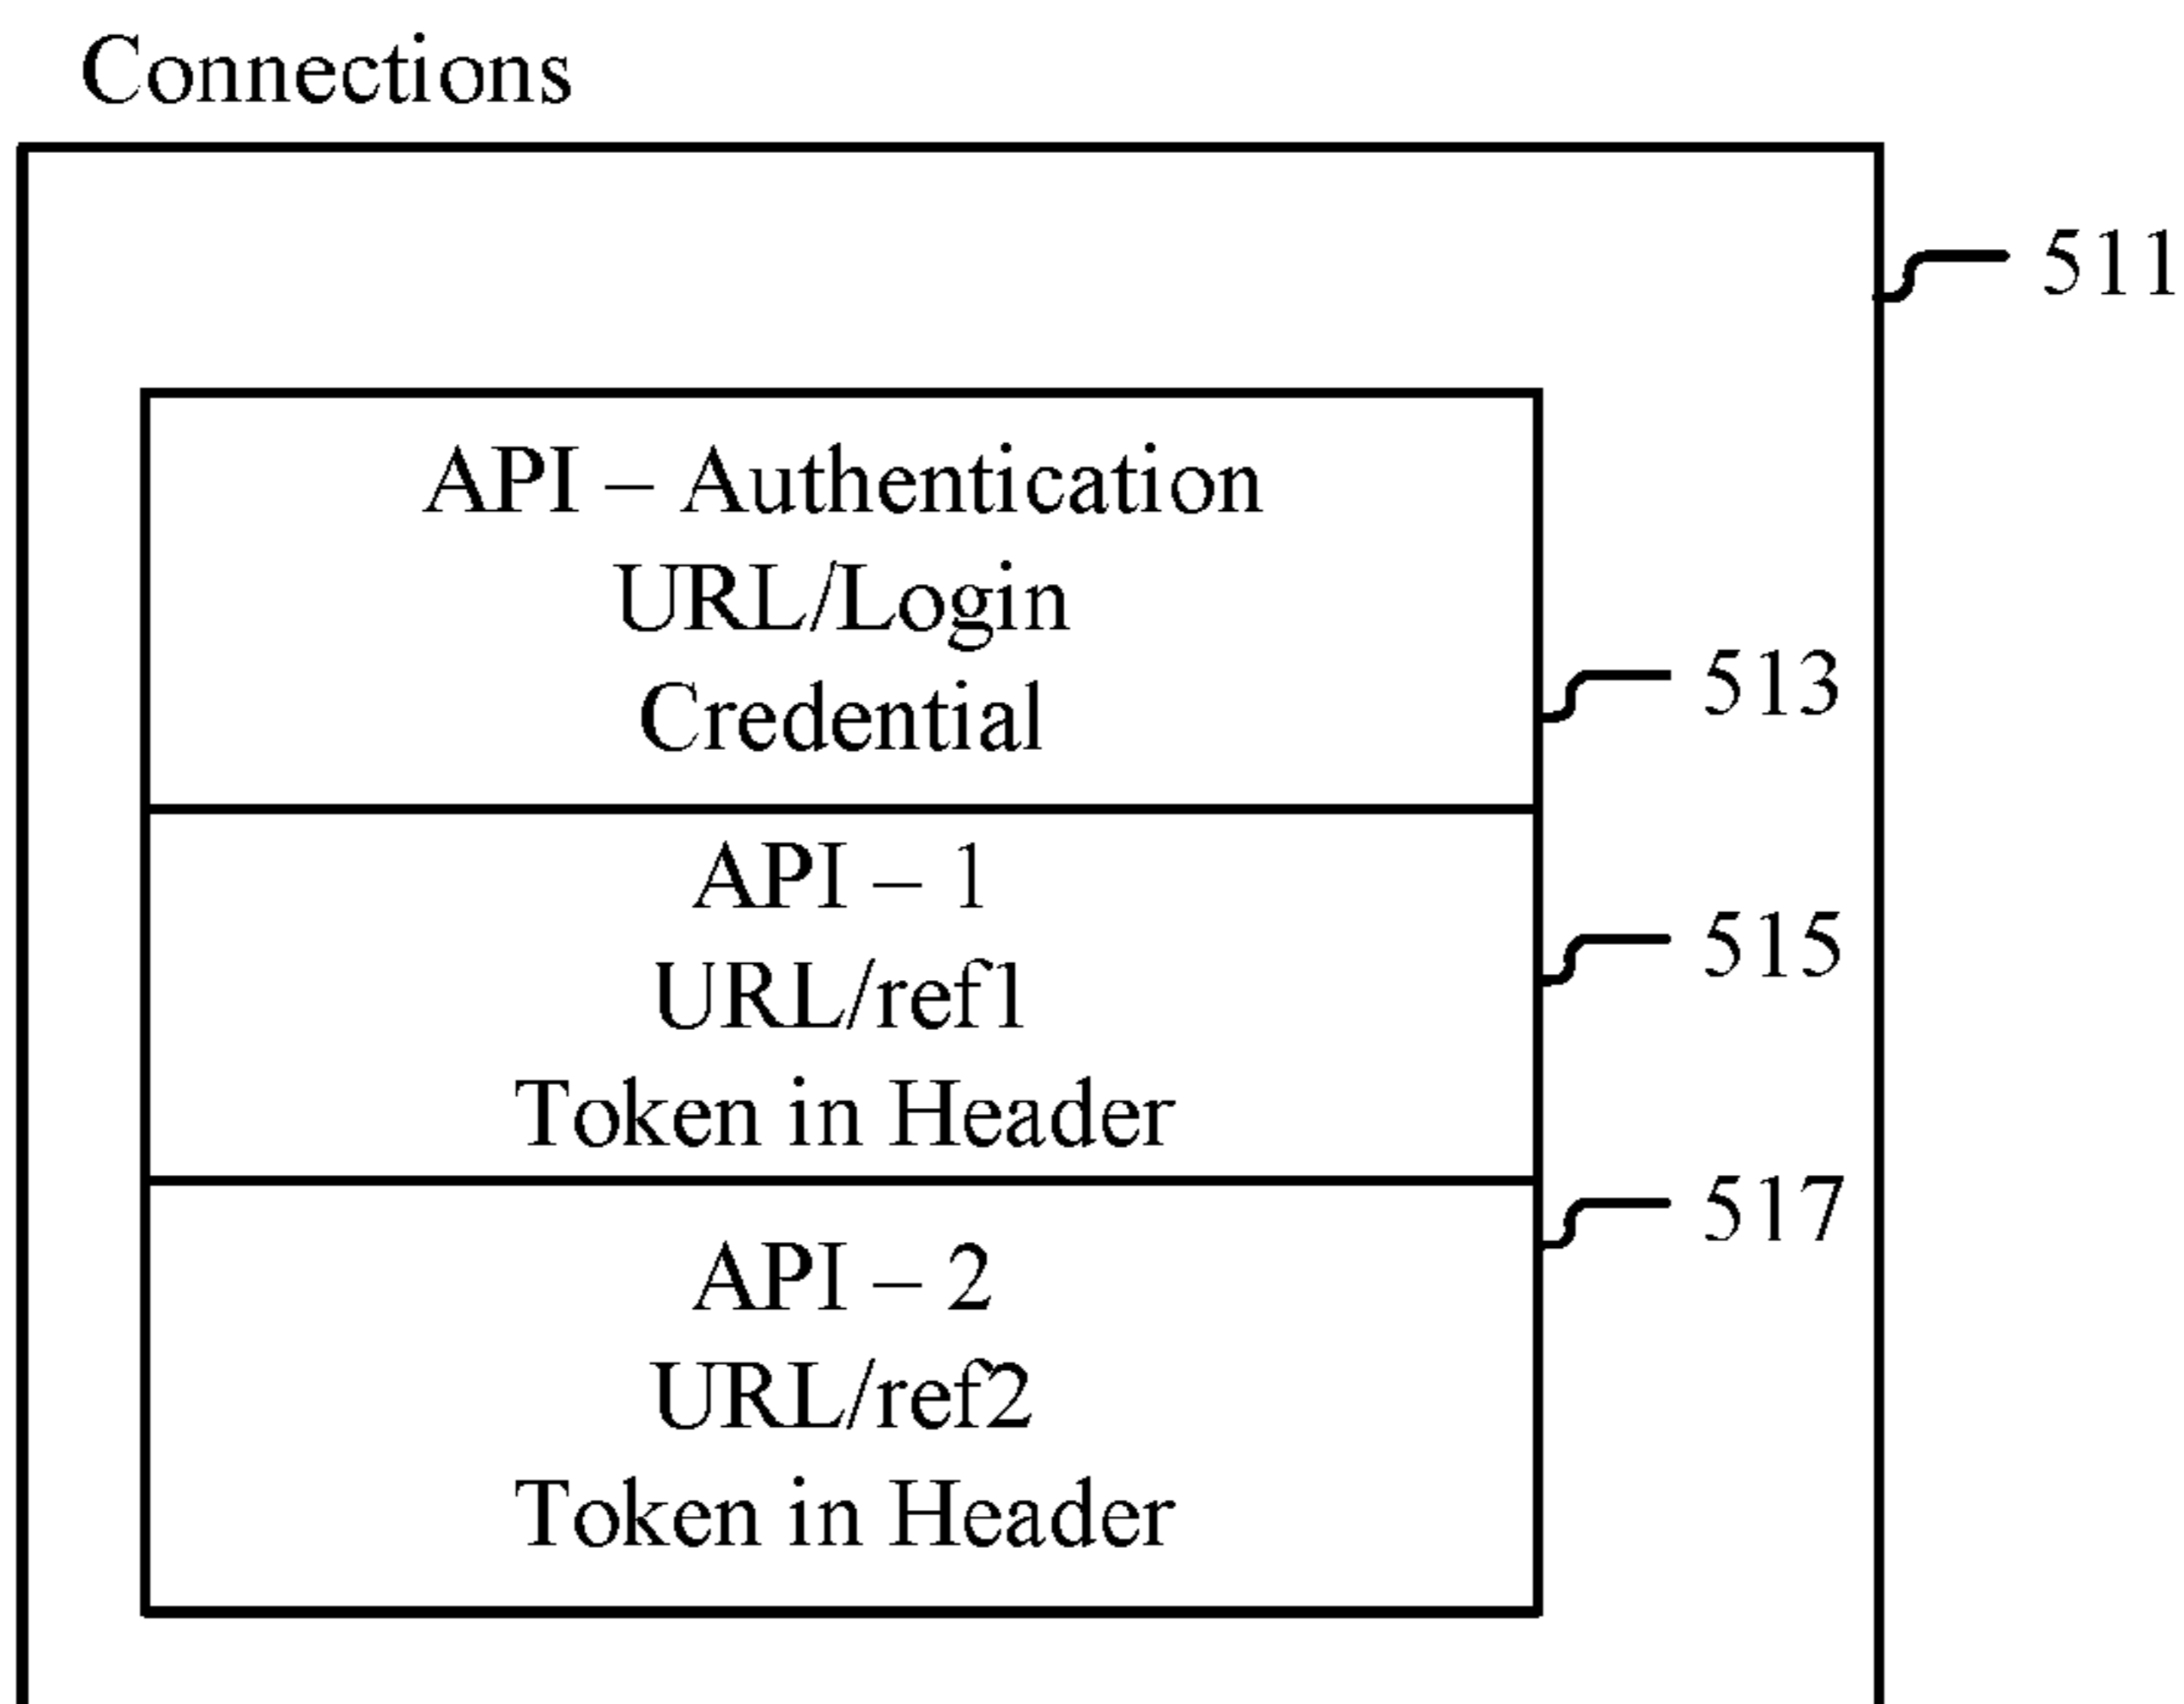 Connections
511
API – Authentication
URL/Login
Credential
513
API – 1
URL/ref1
Token in Header
515
API – 2
URL/ref2
Token in Header
517